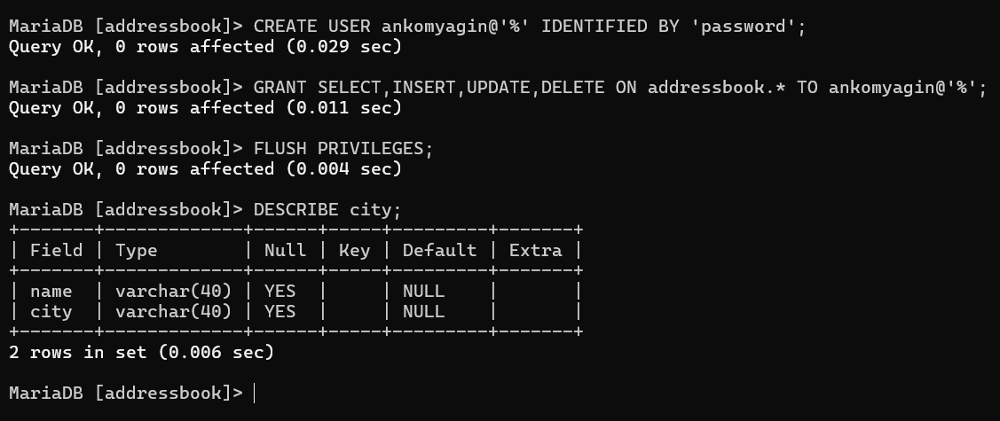 MariaDB [addressbook]> CREATE USER ankomyagin@'%' IDENTIFIED BY 'password';
Query OK, 0 rows affected (0.029 sec)

MariaDB [addressbook]> GRANT SELECT,INSERT,UPDATE,DELETE ON addressbook.* TO ankomyagin@'%';
Query OK, 0 rows affected (0.011 sec)

MariaDB [addressbook]> FLUSH PRIVILEGES;
Query OK, 0 rows affected (0.004 sec)

MariaDB [addressbook]> DESCRIBE city;
+-------+-------------+------+-----+---------+-------+
| Field | Type        | Null | Key | Default | Extra |
+-------+-------------+------+-----+---------+-------+
| name  | varchar(40) | YES  |     | NULL    |       |
| city  | varchar(40) | YES  |     | NULL    |       |
+-------+-------------+------+-----+---------+-------+
2 rows in set (0.006 sec)

MariaDB [addressbook]>